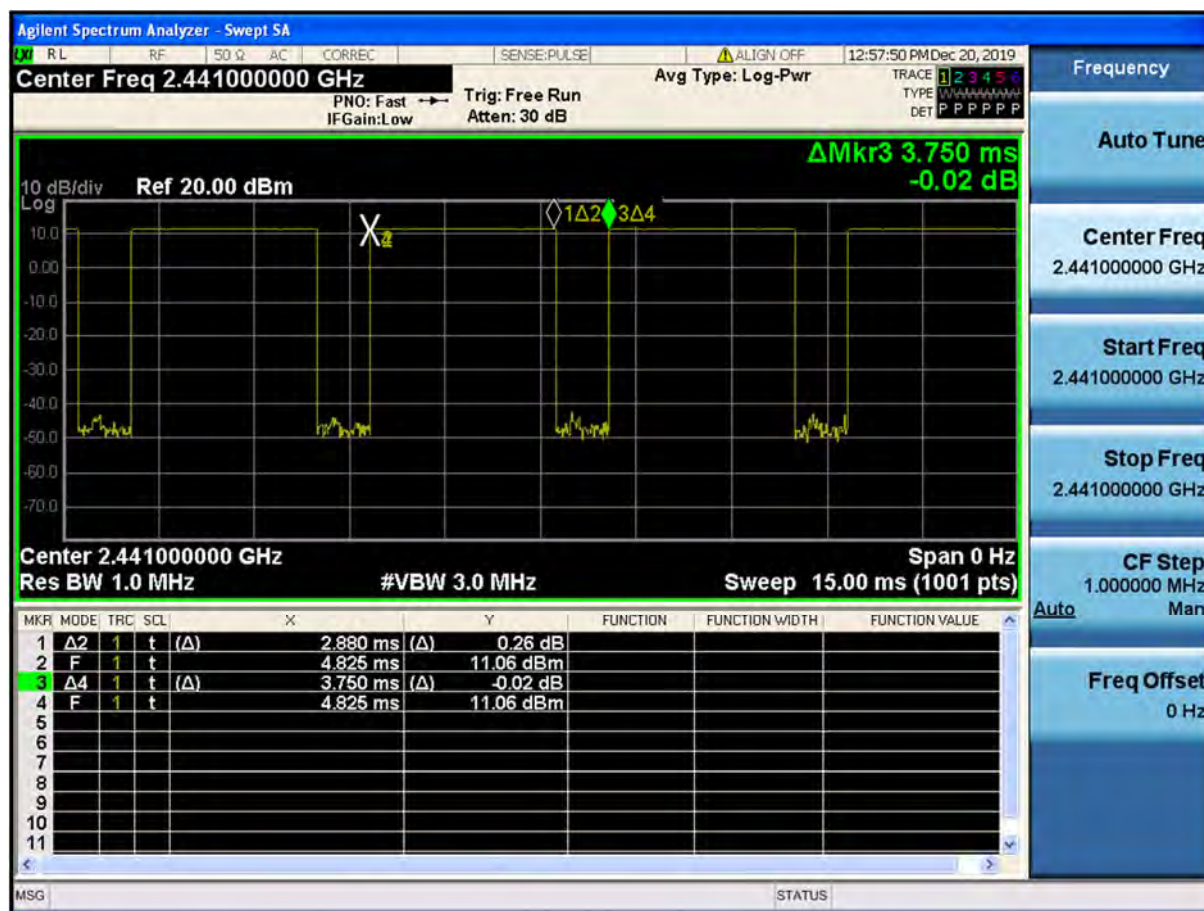 Agilent Spectrum Analyzer - Swept SA
LXI RL RF 50 Ω AC CORREC SENSE:PULSE ALIGN OFF 12:57:50 PM Dec 20, 2019
Center Freq 2.441000000 GHz
PNO: Fast
IFGain:Low
Trig: Free Run
Atten: 30 dB
Avg Type: Log-Pwr
TRACE 1 2 3 4 5 6
TYPE
DET P P P P P P
Frequency
Auto Tune
Center Freq
2.441000000 GHz
Start Freq
2.441000000 GHz
Stop Freq
2.441000000 GHz
CF Step
1.000000 MHz
Auto Man
Freq Offset
0 Hz
ΔMkr3 3.750 ms
-0.02 dB
10 dB/div Ref 20.00 dBm
Log
1Δ2 3Δ4
10.0
0.00
-10.0
-20.0
-30.0
-40.0
-50.0
-60.0
-70.0
Center 2.441000000 GHz Span 0 Hz
Res BW 1.0 MHz #VBW 3.0 MHz Sweep 15.00 ms (1001 pts)
MKR MODE TRC SCL X Y FUNCTION FUNCTION WIDTH FUNCTION VALUE
1 Δ2 1 t (Δ) 2.880 ms (Δ) 0.26 dB
2 F 1 t 4.825 ms 11.06 dBm
3 Δ4 1 t (Δ) 3.750 ms (Δ) -0.02 dB
4 F 1 t 4.825 ms 11.06 dBm
5
6
7
8
9
10
11
MSG STATUS